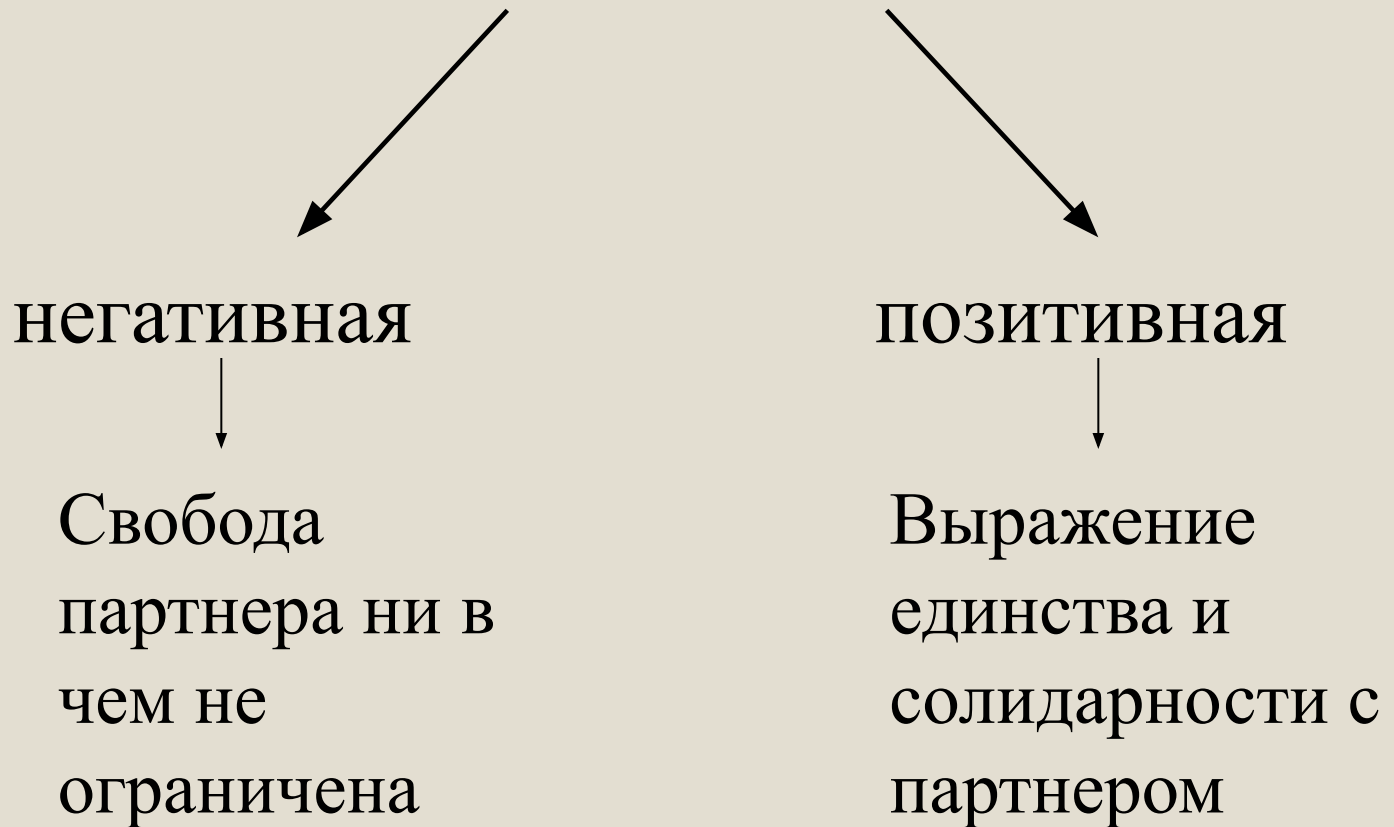 негативная
позитивная
Свобода
партнера ни в
чем не
ограничена
Выражение
единства и
солидарности с
партнером